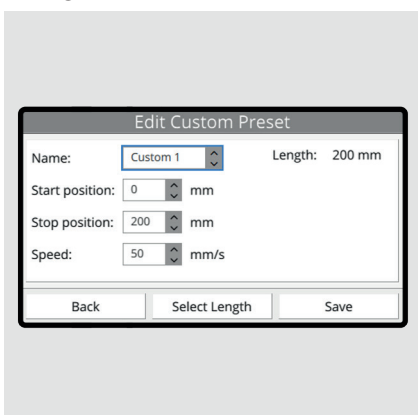 Edit Custom Preset
Name: Custom 1 Length: 200 mm
Start position: 0 mm
Stop position: 200 mm
Speed: 50 mm/s
Back Select Length Save